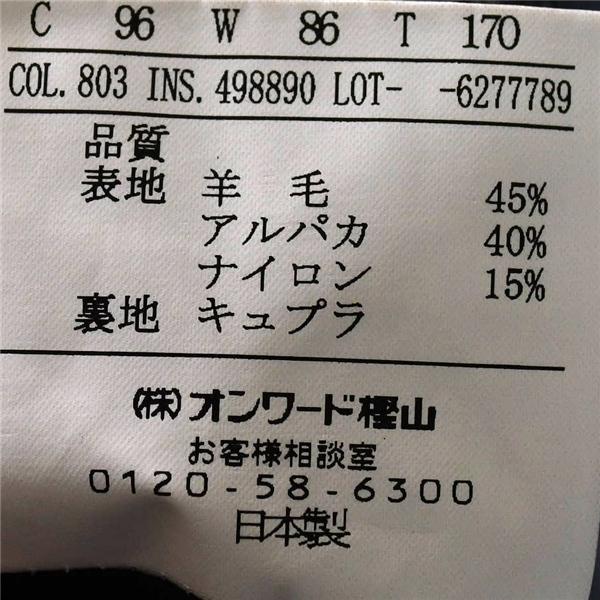 C 96 W 86 T 170
COL. 803 INS. 498890 LOT- -6277789
品質
表地 羊 毛 45%
アルパカ 40%
ナイロン 15%
裏地 キュプラ
(株)オンワード樫山
お客様相談室
0120-58-6300
日本製